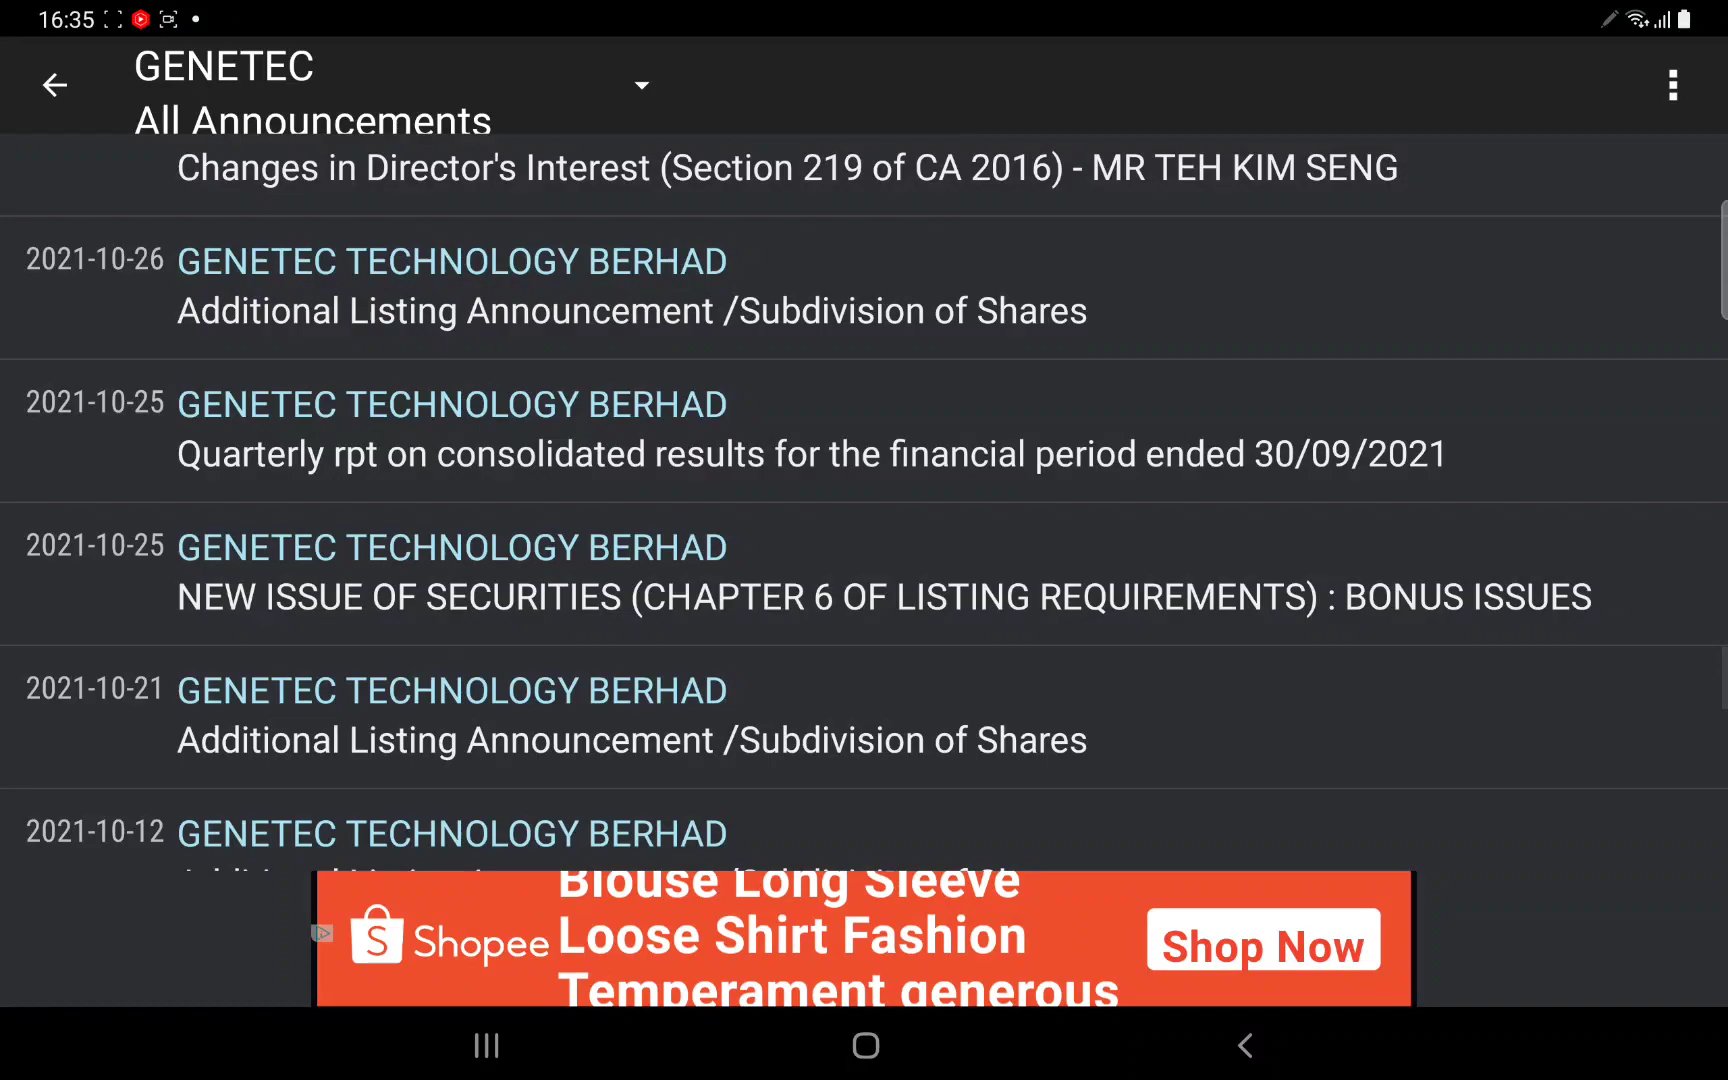 16:35
GENETEC
All Announcements
Changes in Director's Interest (Section 219 of CA 2016) - MR TEH KIM SENG
2021-10-26 GENETEC TECHNOLOGY BERHAD
Additional Listing Announcement /Subdivision of Shares
2021-10-25 GENETEC TECHNOLOGY BERHAD
Quarterly rpt on consolidated results for the financial period ended 30/09/2021
2021-10-25 GENETEC TECHNOLOGY BERHAD
NEW ISSUE OF SECURITIES (CHAPTER 6 OF LISTING REQUIREMENTS) : BONUS ISSUES
2021-10-21 GENETEC TECHNOLOGY BERHAD
Additional Listing Announcement /Subdivision of Shares
2021-10-12 GENETEC TECHNOLOGY BERHAD
Shopee
Blouse Long Sleeve
Loose Shirt Fashion
Temperament generous
Shop Now